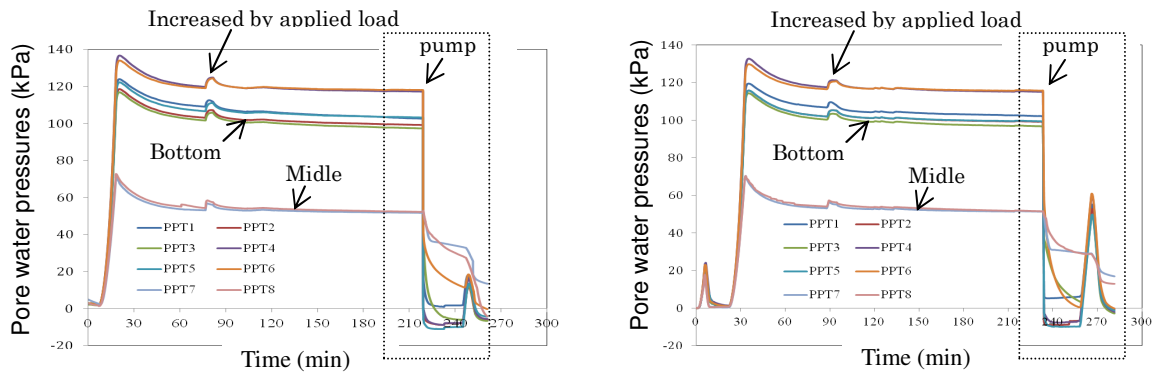 Increased by applied load
Pore water pressures (kPa)
140
120
100
80
60
40
20
0
-20
pump
Bottom
Midle
PPT1 PPT2
PPT3 PPT4
PPT5 PPT6
PPT7 PPT8
0 30 60 90 120 150 180 210 240 270 300
Time (min)
Increased by applied load
Pore water pressures (kPa)
140
120
100
80
60
40
20
0
-20
pump
Bottom
Midle
PPT1 PPT2
PPT3 PPT4
PPT5 PPT6
PPT7 PPT8
0 30 60 90 120 150 180 210 240 270 300
Time (min)